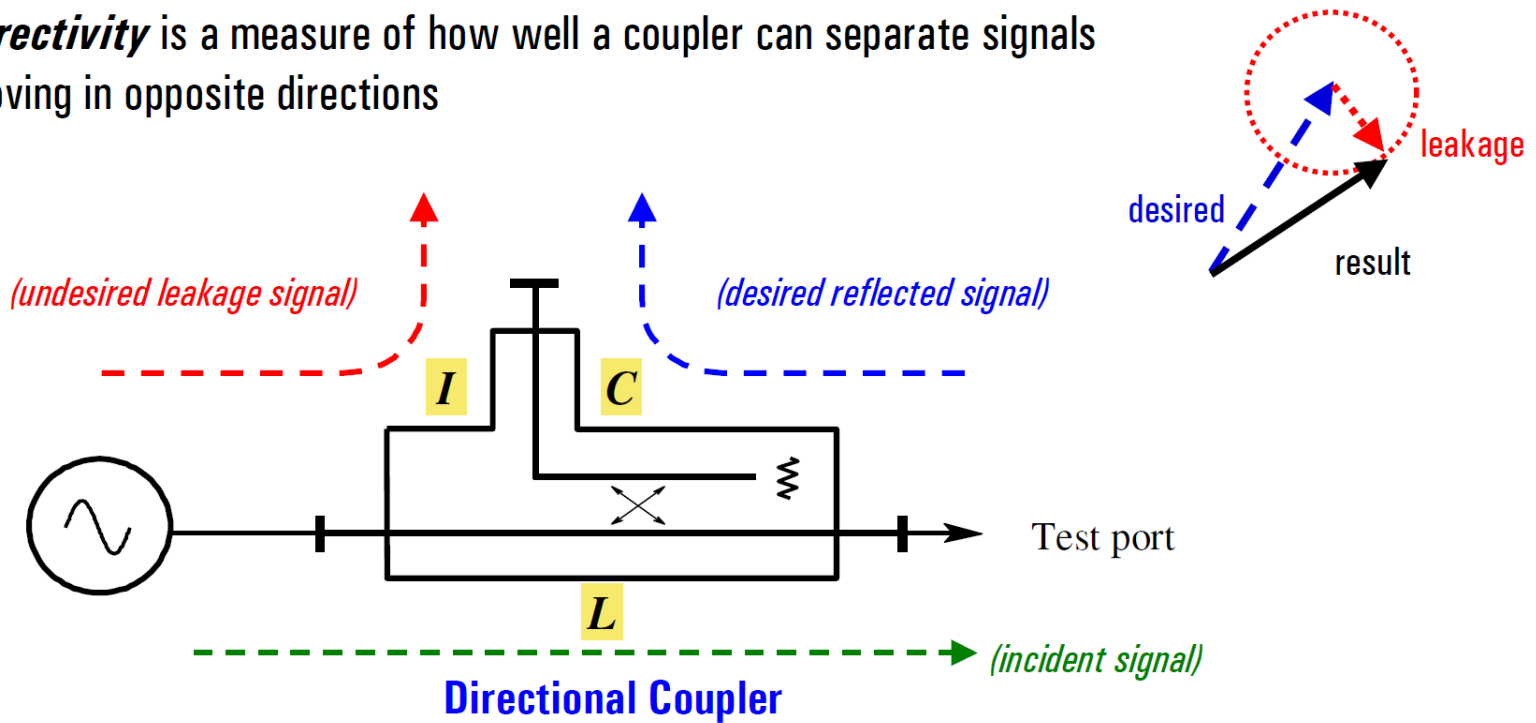 rectivity is a measure of how well a coupler can separate signals
oving in opposite directions
leakage
desired
result
(undesired leakage signal)
(desired reflected signal)
I
C
Test port
L
(incident signal)
Directional Coupler